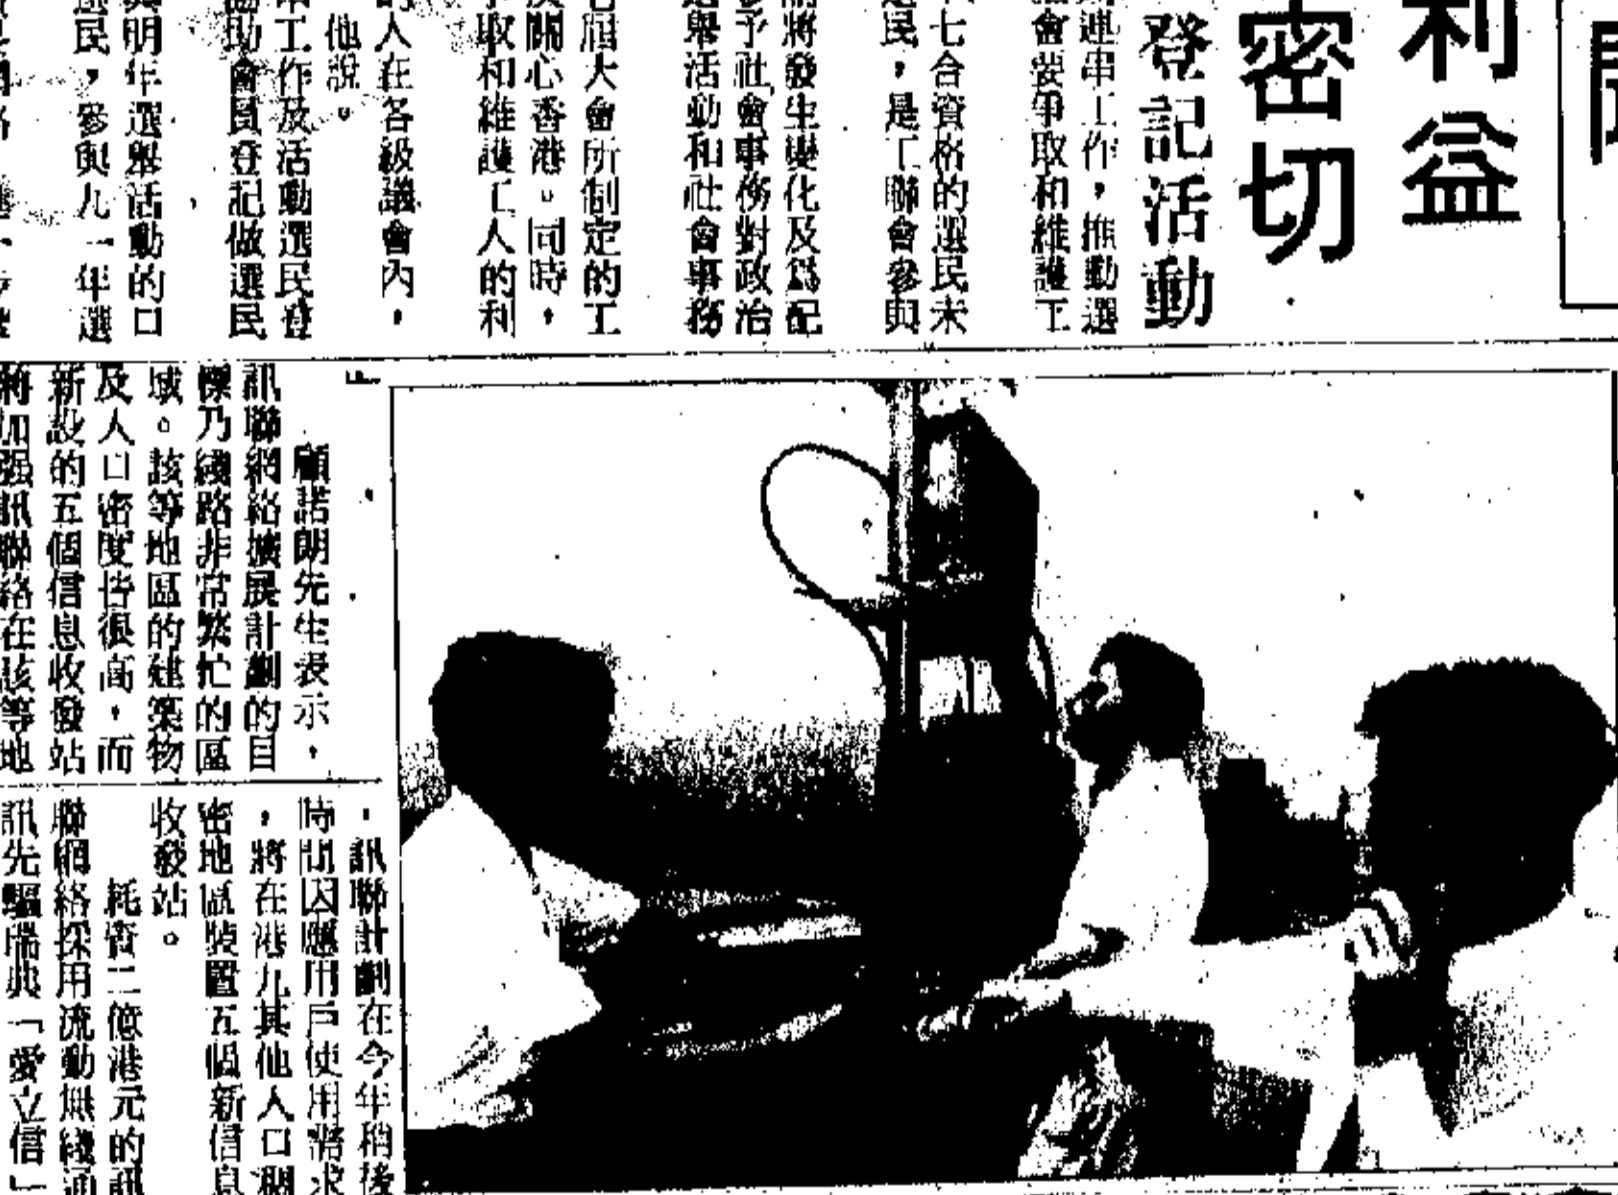 利益
密切
登記活動
連串工作，推動選
會要爭取和維護工
七合資格的選民未
民，是工聯會參與
將發生變化及為配
予社會事務對政治
舉活動和社會事務
屆大會所制定的工
關心香港。同時，
取和維護工人的利
的人在各級議會內，
他說。
工作及活動選民登
協助會員登記做選民
與明年選舉活動的口
選民，參與九一年選
顧諾朗先生表示，
訊聯網絡擴展計劃的目
標乃綫路非常繁忙的區
域。該等地區的建築物
及人口密度皆很高，而
新設的五個信息收發站
將加强訊聯絡在該等地
，訊聯計劃在今年稍後
時間因應用戶使用需求
，將在港九其他人口稠
密地區裝置五個新信息
收發站。
耗資二億港元的訊
聯網絡採用流動無綫通
訊先驅瑞典「愛立信」